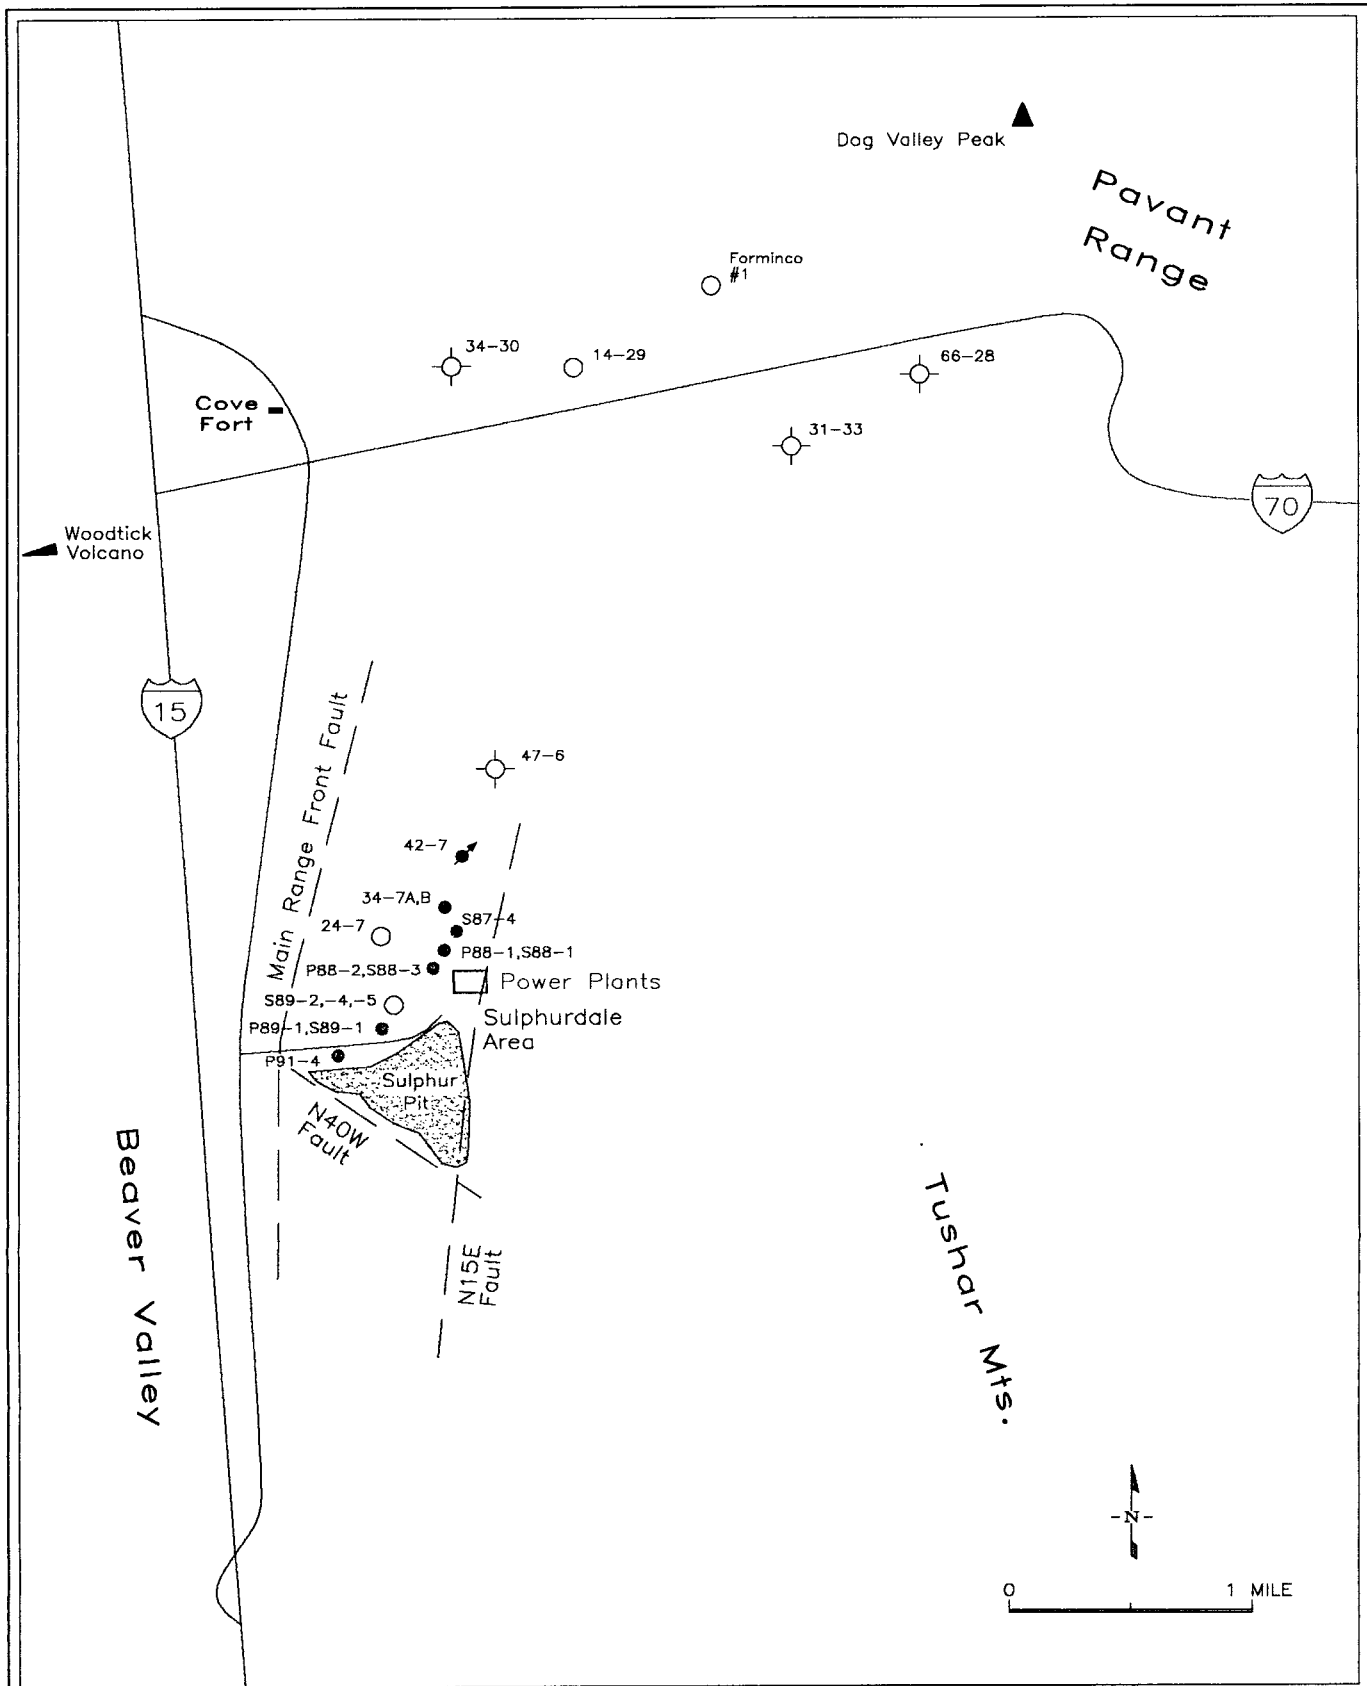 Dog Valley Peak
Pavant
Range
Forminco
#1
34-30
14-29
66-28
Cove
Fort
31-33
70
Woodtick
Volcano
15
Main Range Front Fault
47-6
42-7
34-7A,B
S87-4
24-7
P88-1,S88-1
P88-2,S88-3
Power Plants
S89-2,-4,-5
Sulphurdale
Area
P89-1,S89-1
P91-4
Sulphur
Pit
N40W
Fault
Beaver Valley
Tushar Mts.
N15E
Fault
-N-
0 1 MILE